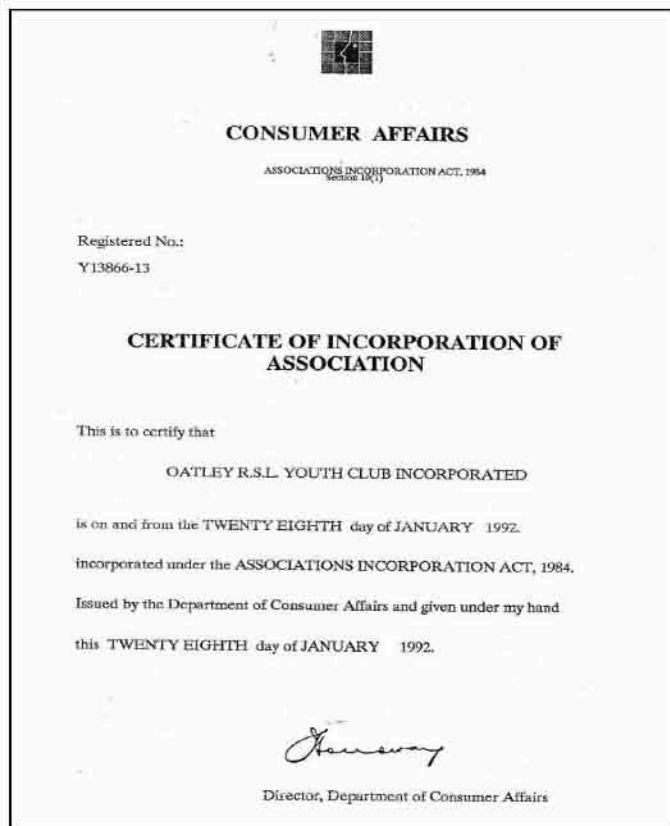 CONSUMER AFFAIRS
ASSOCIATIONS INCORPORATION ACT, 1984
Section 10(1)
Registered No.:
Y13866-13
CERTIFICATE OF INCORPORATION OF
ASSOCIATION
This is to certify that
OATLEY R.S.L. YOUTH CLUB INCORPORATED
is on and from the TWENTY EIGHTH day of JANUARY 1992.
incorporated under the ASSOCIATIONS INCORPORATION ACT, 1984.
Issued by the Department of Consumer Affairs and given under my hand
this TWENTY EIGHTH day of JANUARY 1992.
Director, Department of Consumer Affairs